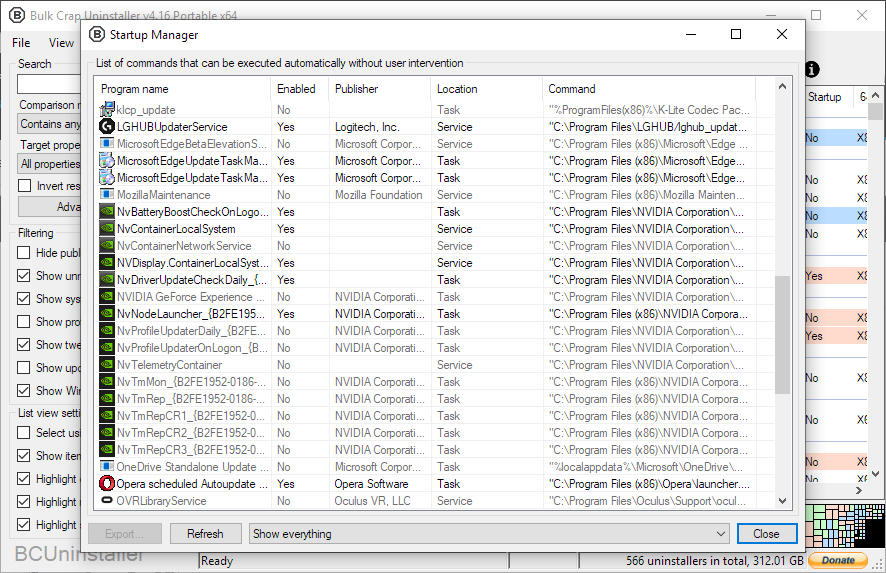 Bulk Crap Uninstaller v4.16 Portable x64
File View
Search
Comparison
Contains any
Target prope
All properties
Invert res
Adva
Filtering
Hide publ
Show unr
Show sys
Show pro
Show twe
Show upd
Show Win
List view setti
Select usi
Show item
Highlight
Highlight
Highlight
BCUninstaller
Startup Manager
List of commands that can be executed automatically without user intervention
Program name Enabled Publisher Location Command
klcp_update No Task "%ProgramFiles(x86)%\K-Lite Codec Pac...
LGHUBUpdaterService Yes Logitech, Inc. Service "C:\Program Files\LGHUB/lghub_updat...
MicrosoftEdgeBetaElevationS... No Microsoft Corpor... Service "C:\Program Files (x86)\Microsoft\Edge ...
MicrosoftEdgeUpdateTaskMa... Yes Microsoft Corpor... Task "C:\Program Files (x86)\Microsoft\Edge...
MicrosoftEdgeUpdateTaskMa... Yes Microsoft Corpor... Task "C:\Program Files (x86)\Microsoft\Edge...
MozillaMaintenance No Mozilla Foundation Service "C:\Program Files (x86)\Mozilla Mainten...
NvBatteryBoostCheckOnLogo... Yes Task "C:\Program Files\NVIDIA Corporation\...
NvContainerLocalSystem Yes Service "C:\Program Files\NVIDIA Corporation\...
NvContainerNetworkService No Service "C:\Program Files\NVIDIA Corporation\...
NVDisplay.ContainerLocalSyst... Yes Service "C:\Program Files\NVIDIA Corporation\...
NvDriverUpdateCheckDaily_{... Yes Task "C:\Program Files\NVIDIA Corporation\...
NVIDIA GeForce Experience ... No NVIDIA Corporati... Task "C:\Program Files\NVIDIA Corporation\...
NvNodeLauncher_{B2FE195... Yes NVIDIA Corporati... Task "C:\Program Files (x86)\NVIDIA Corpora...
NvProfileUpdaterDaily_{B2FE... No NVIDIA Corporati... Task "C:\Program Files\NVIDIA Corporation\...
NvProfileUpdaterOnLogon_{B... No NVIDIA Corporati... Task "C:\Program Files\NVIDIA Corporation\...
NvTelemetryContainer No Service "C:\Program Files (x86)\NVIDIA Corpora...
NvTmMon_{B2FE1952-0186-... No NVIDIA Corporati... Task "C:\Program Files (x86)\NVIDIA Corpora...
NvTmRep_{B2FE1952-0186-... No NVIDIA Corporati... Task "C:\Program Files (x86)\NVIDIA Corpora...
NvTmRepCR1_{B2FE1952-0... No NVIDIA Corporati... Task "C:\Program Files (x86)\NVIDIA Corpora...
NvTmRepCR2_{B2FE1952-0... No NVIDIA Corporati... Task "C:\Program Files (x86)\NVIDIA Corpora...
NvTmRepCR3_{B2FE1952-0... No NVIDIA Corporati... Task "C:\Program Files (x86)\NVIDIA Corpora...
OneDrive Standalone Update ... No Microsoft Corpor... Task "%localappdata%\Microsoft\OneDrive\...
Opera scheduled Autoupdate ... Yes Opera Software Task "C:\Program Files (x86)\Opera\launcher...
OVRLibraryService No Oculus VR, LLC Service "C:\Program Files\Oculus\Support\ocul...
Export... Refresh Show everything Close
Startup 64
No X8
No X8
No X8
No X8
No X8
Yes X8
No X8
Yes X8
No X8
No X6
No X8
No X8
Ready 566 uninstallers in total, 312.01 GB Donate